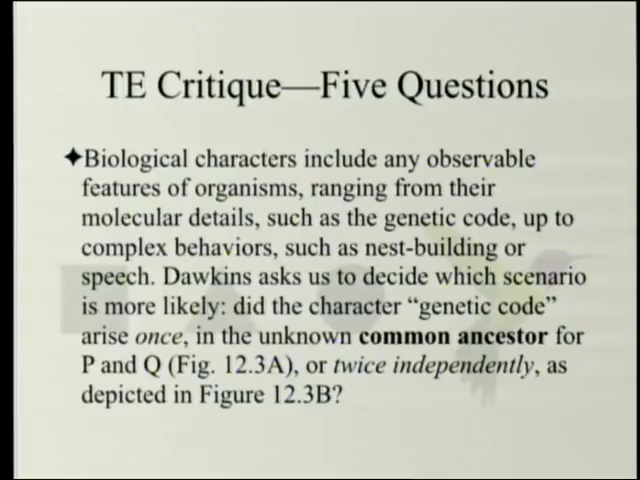 TE Critique—Five Questions
✦Biological characters include any observable
features of organisms, ranging from their
molecular details, such as the genetic code, up to
complex behaviors, such as nest-building or
speech. Dawkins asks us to decide which scenario
is more likely: did the character “genetic code”
arise once, in the unknown common ancestor for
P and Q (Fig. 12.3A), or twice independently, as
depicted in Figure 12.3B?